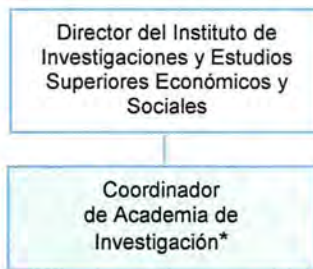 Director del Instituto de
Investigaciones y Estudios
Superiores Económicos y
Sociales
Coordinador
de Academia de
Investigación*